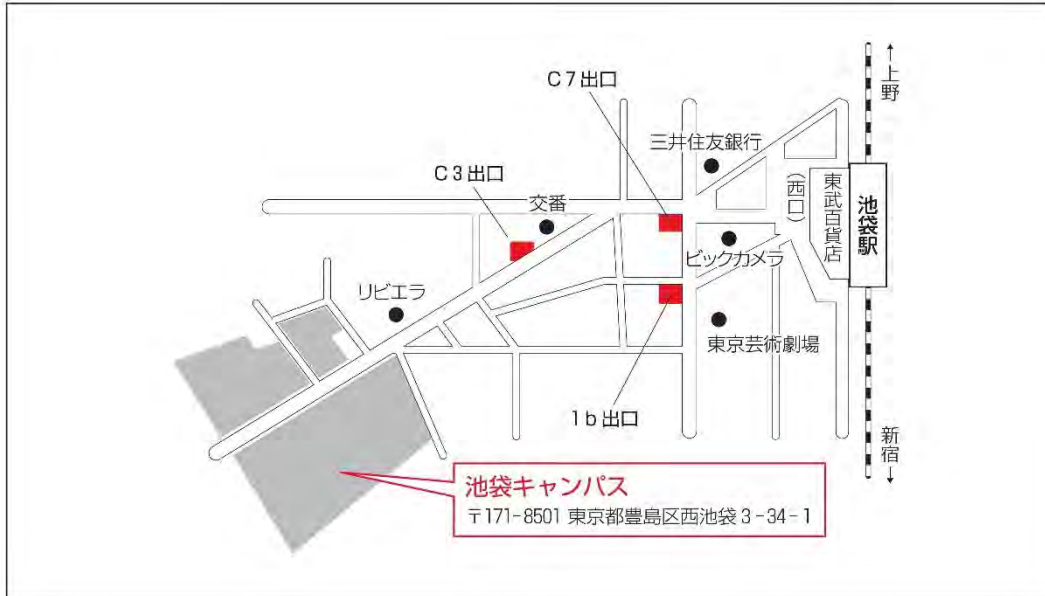 ↑上野
C7出口
三井住友銀行
C3出口
交番
(西口)
東武百貨店
池袋駅
ビックカメラ
リビエラ
東京芸術劇場
1b出口
新宿↓
池袋キャンパス
〒171-8501 東京都豊島区西池袋3-34-1